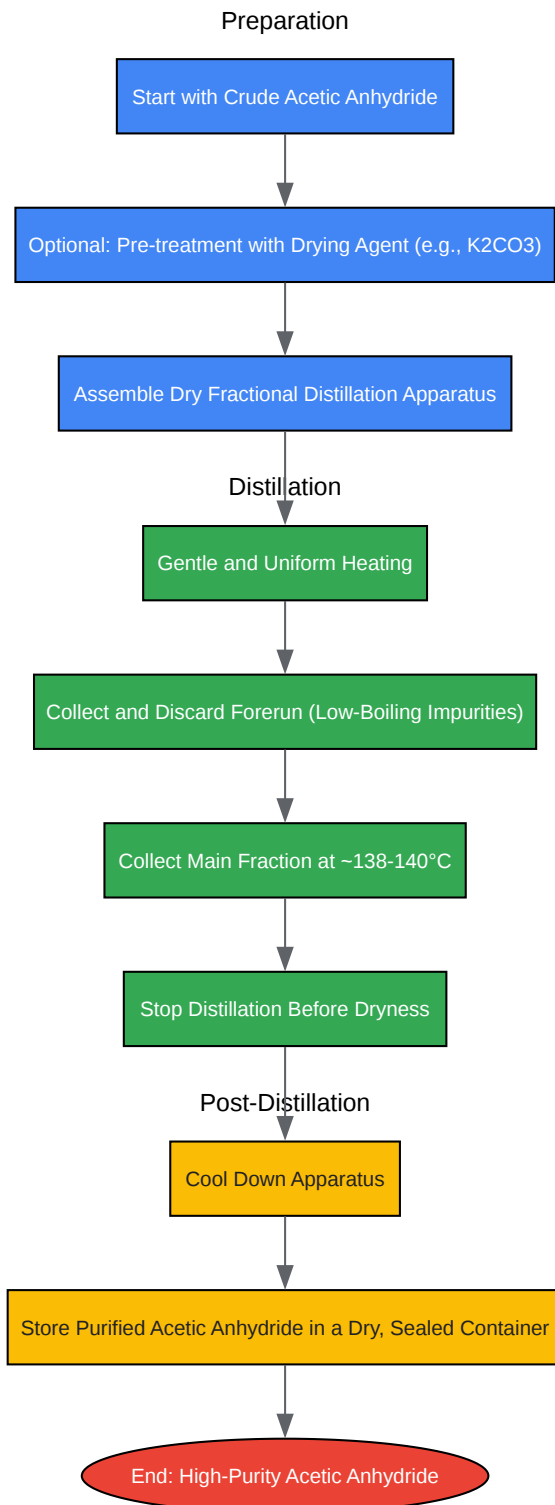 Preparation
Start with Crude Acetic Anhydride
Optional: Pre-treatment with Drying Agent (e.g., K2CO3)
Assemble Dry Fractional Distillation Apparatus
Distillation
Gentle and Uniform Heating
Collect and Discard Forerun (Low-Boiling Impurities)
Collect Main Fraction at ~138-140°C
Stop Distillation Before Dryness
Post-Distillation
Cool Down Apparatus
Store Purified Acetic Anhydride in a Dry, Sealed Container
End: High-Purity Acetic Anhydride